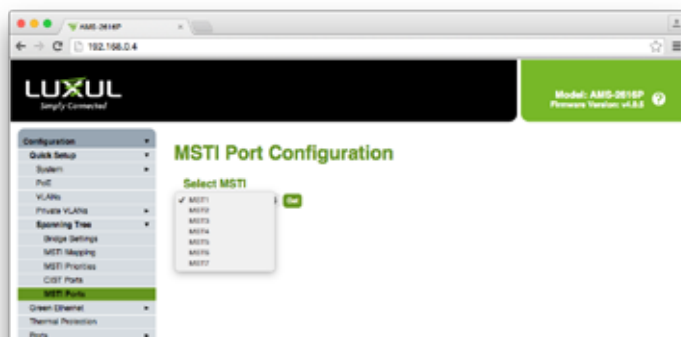 AMS-2616P
192.168.0.4
LUXUL
Simply Connected
Model: AMS-2616P
Firmware Version: v4.0.5
Configuration
Quick Setup
System
PoE
VLANs
Private VLANs
Spanning Tree
Bridge Settings
MSTI Mapping
MSTI Priorities
CIST Ports
MSTI Ports
Green Ethernet
Thermal Protection
Ports
MSTI Port Configuration
Select MSTI
✓ MST1
MST2
MST3
MST4
MST5
MST6
MST7
Get